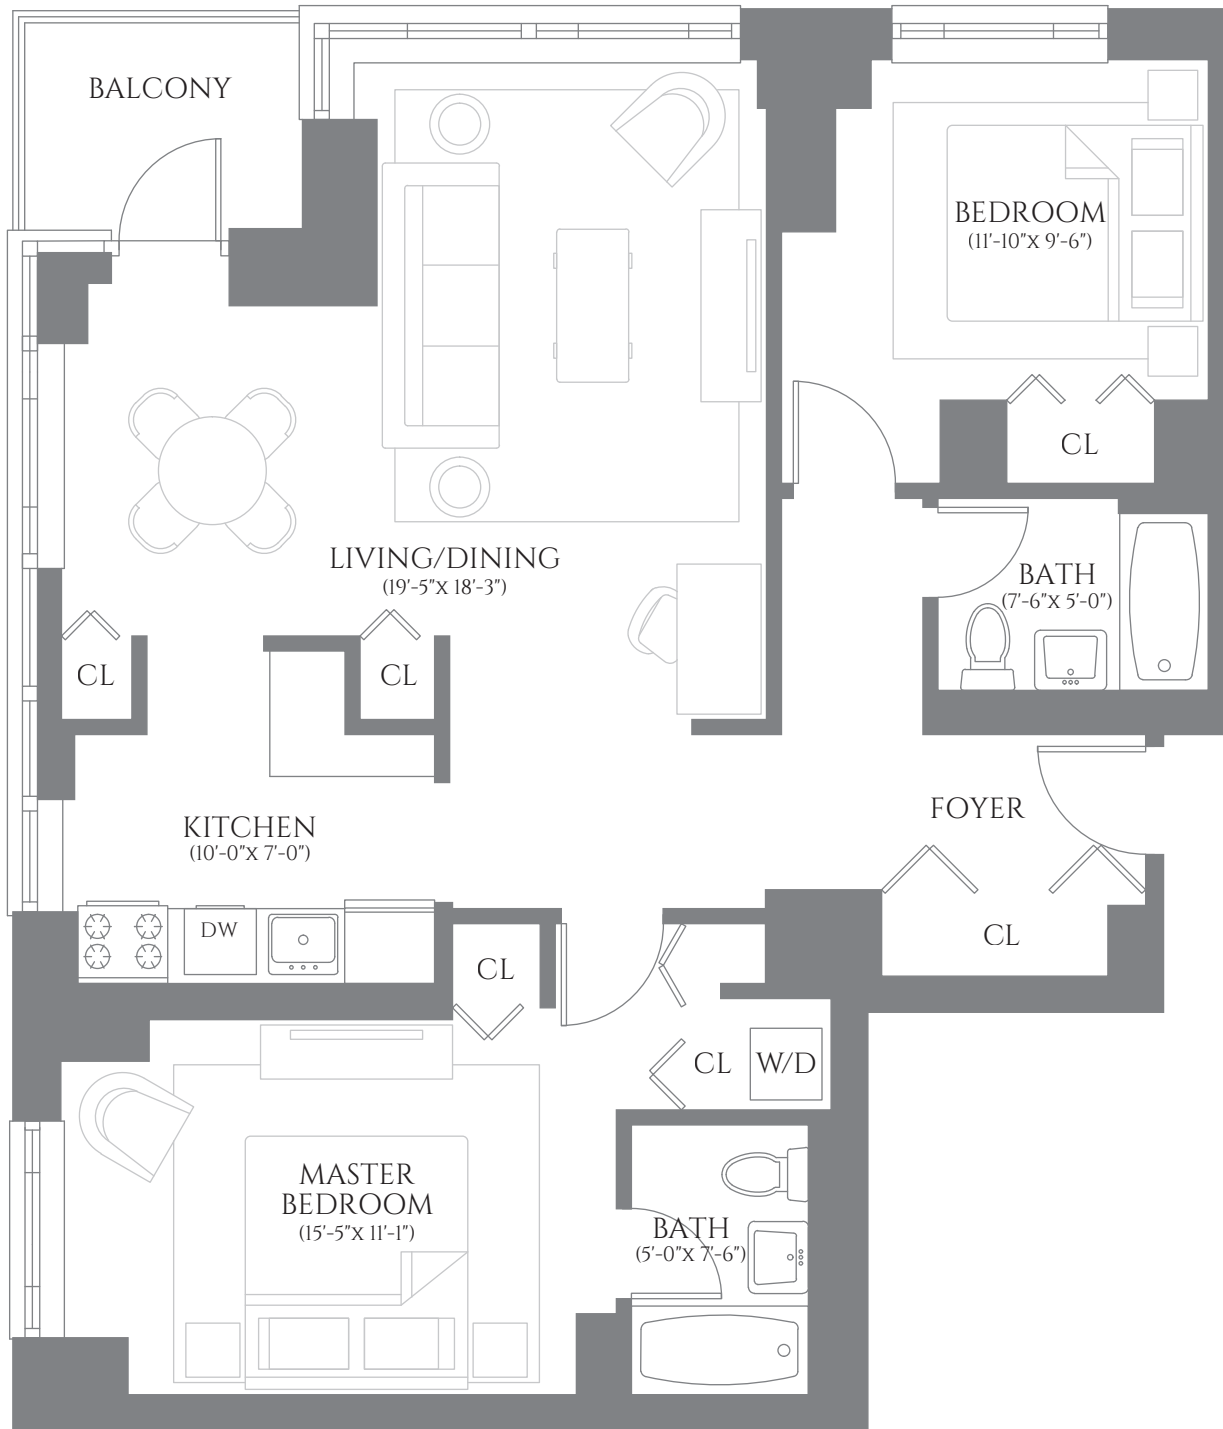 BALCONY
BEDROOM
(11'-10"X 9'-6")
CL
LIVING/DINING
(19'-5"X 18'-3")
BATH
(7'-6"X 5'-0")
CL
CL
KITCHEN
(10'-0"X 7'-0")
FOYER
DW
CL
CL
CL
W/D
MASTER
BEDROOM
(15'-5"X 11'-1")
BATH
(5'-0"X 7'-6")